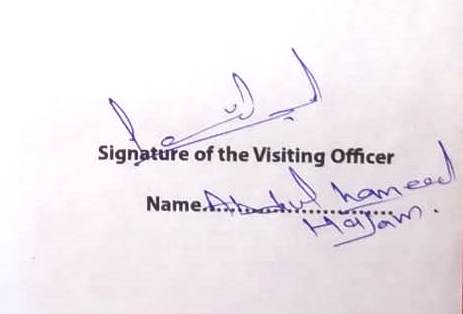 Signature of the Visiting Officer
Name..Abdul hameed
Hajam.